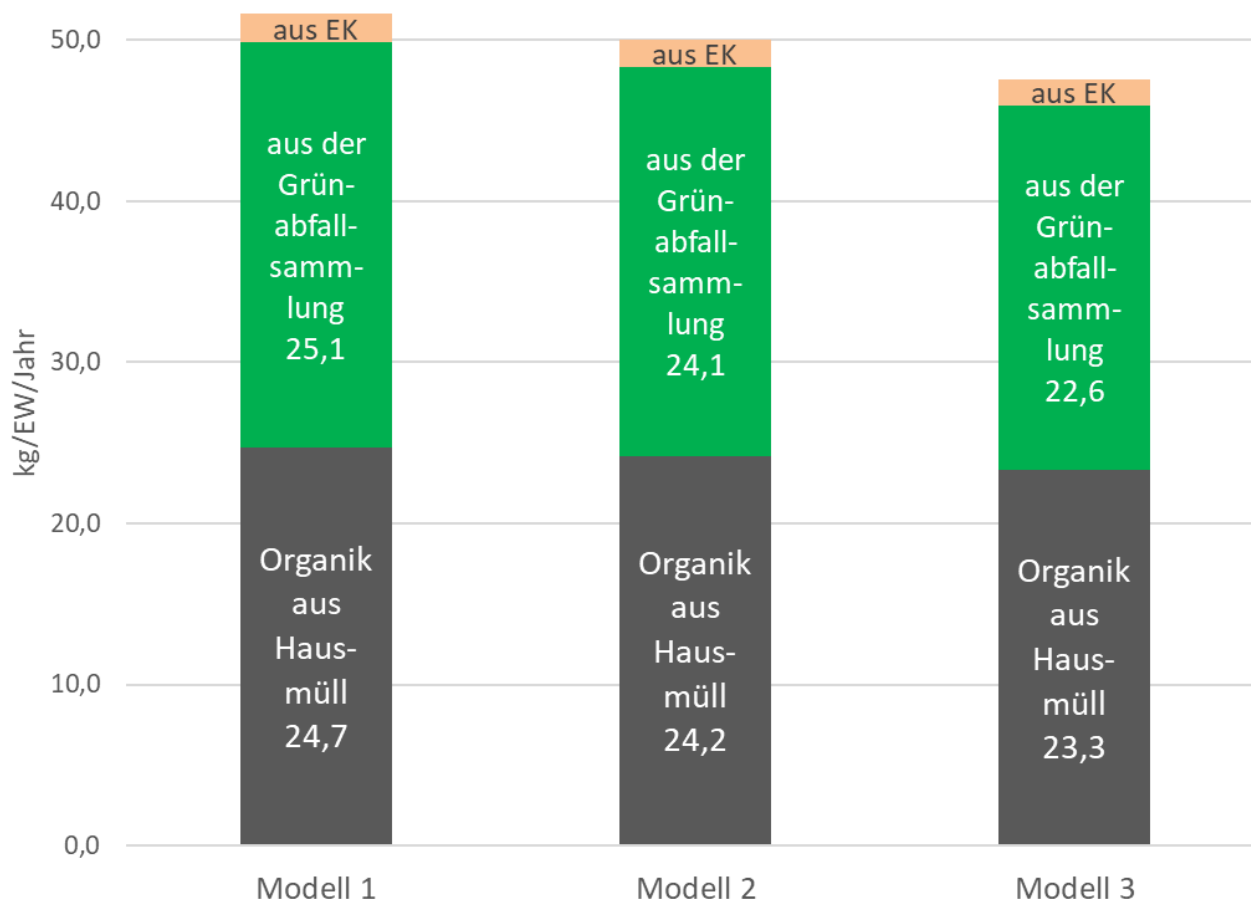 50,0
40,0
30,0
20,0
10,0
0,0
kg/EW/Jahr
aus EK
aus der
Grün-
abfall-
samm-
lung
25,1
Organik
aus
Haus-
müll
24,7
aus EK
aus der
Grün-
abfall-
samm-
lung
24,1
Organik
aus
Haus-
müll
24,2
aus EK
aus der
Grün-
abfall-
samm-
lung
22,6
Organik
aus
Haus-
müll
23,3
Modell 1
Modell 2
Modell 3